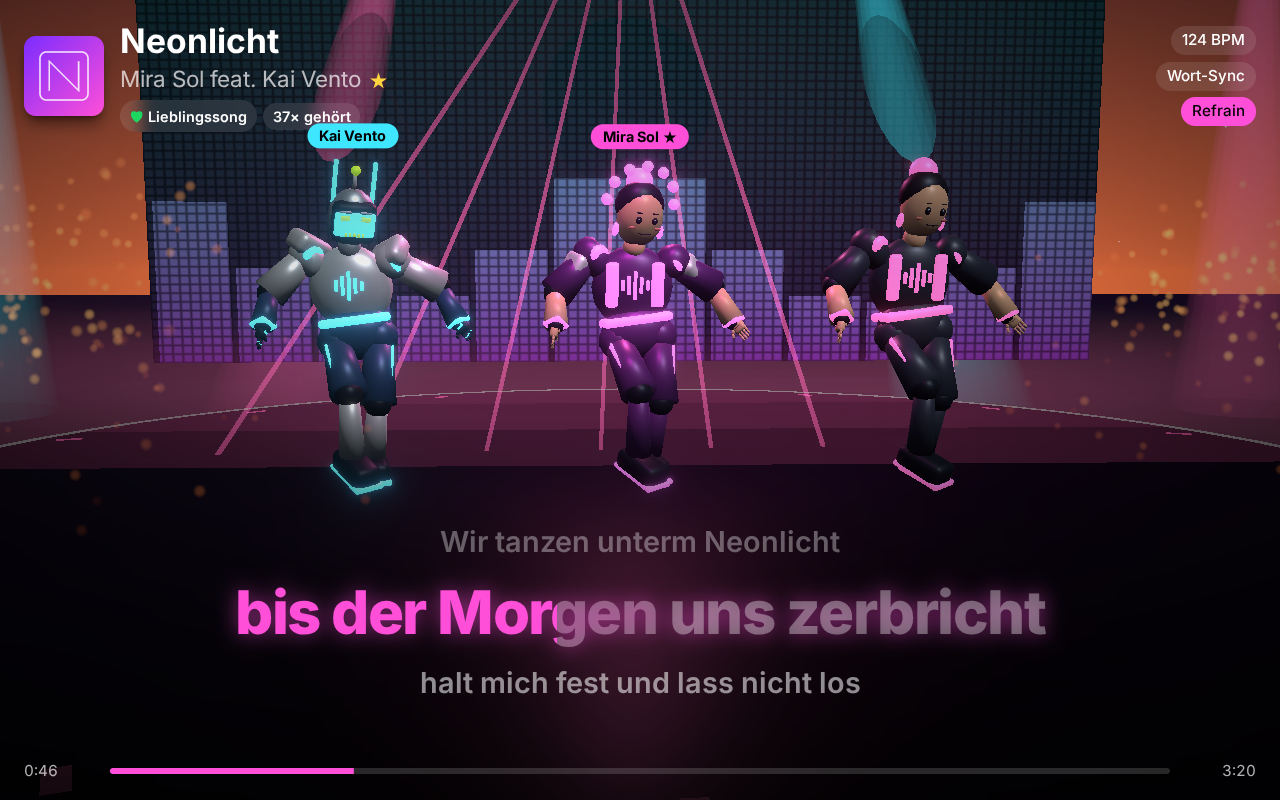 N
Neonlicht
Mira Sol feat. Kai Vento ★
Lieblingssong
37× gehört
124 BPM
Wort-Sync
Refrain
Kai Vento
Mira Sol ★
Wir tanzen unterm Neonlicht
bis der Morgen uns zerbricht
halt mich fest und lass nicht los
0:46
3:20